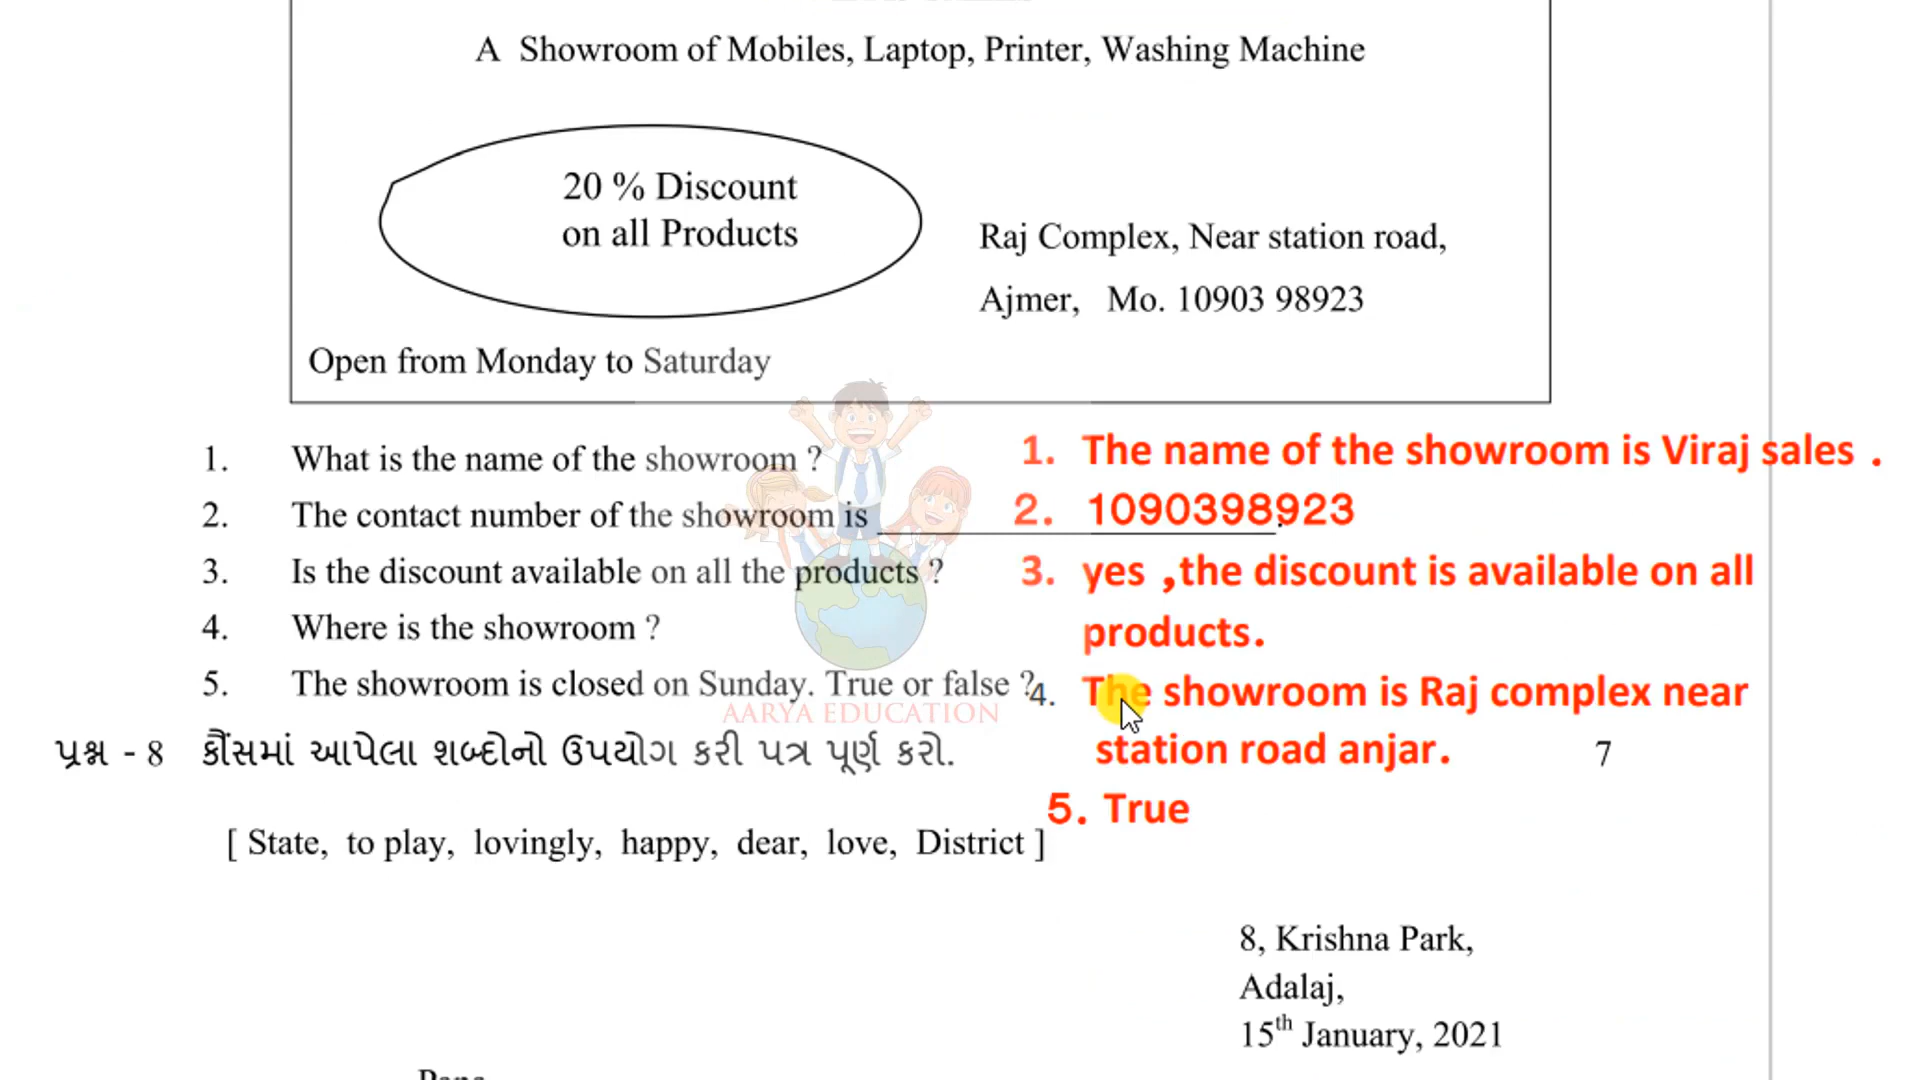 A Showroom of Mobiles, Laptop, Printer, Washing Machine
20 % Discount
on all Products
Raj Complex, Near station road,
Ajmer, Mo. 10903 98923
Open from Monday to Saturday
1. What is the name of the showroom ?
1. The name of the showroom is Viraj sales .
2. The contact number of the showroom is ____________.
2. 1090398923
3. Is the discount available on all the products ?
3. yes ,the discount is available on all
products.
4. Where is the showroom ?
5. The showroom is closed on Sunday. True or false ?
4. The showroom is Raj complex near
station road anjar.
AARYA EDUCATION
પ્રશ્ન - 8 કૌંસમાં આપેલા શબ્દોનો ઉપયોગ કરી પત્ર પૂર્ણ કરો. 7
5. True
[ State, to play, lovingly, happy, dear, love, District ]
8, Krishna Park,
Adalaj,
15th January, 2021